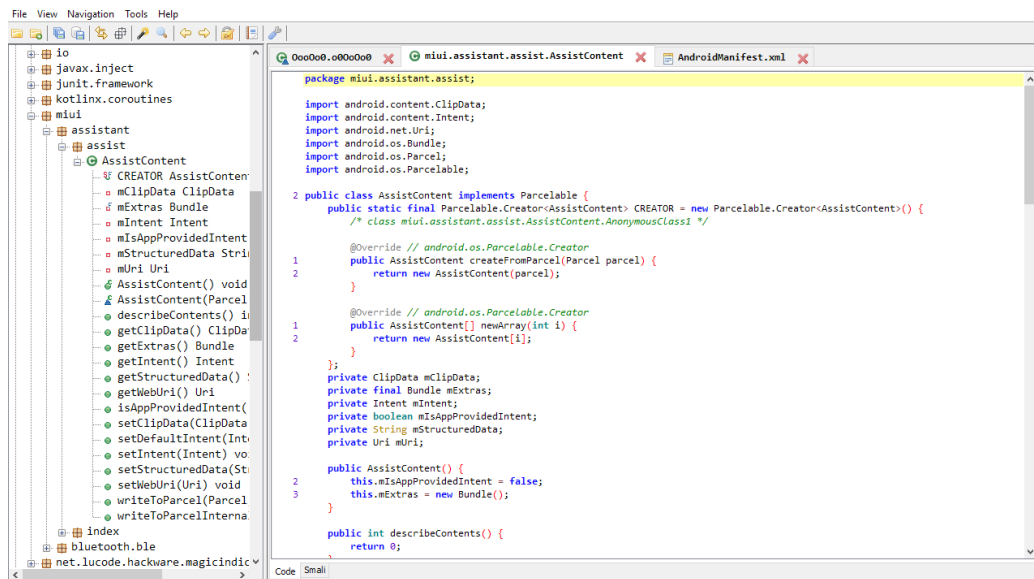 File View Navigation Tools Help
io
javax.inject
junit.framework
kotlinx.coroutines
miui
assistant
assist
AssistContent
CREATOR AssistConten
mClipData ClipData
mExtras Bundle
mIntent Intent
mIsAppProvidedIntent
mStructuredData Stri
mUri Uri
AssistContent() void
AssistContent(Parcel
describeContents() i
getClipData() ClipDa
getExtras() Bundle
getIntent() Intent
getStructuredData()
getWebUri() Uri
isAppProvidedIntent(
setClipData(ClipData
setDefaultIntent(Int
setIntent(Intent) vo
setStructuredData(St
setWebUri(Uri) void
writeToParcel(Parcel
writeToParcelInterna
index
bluetooth.ble
net.lucode.hackware.magicindic
miui.assistant.assist.AssistContent
AndroidManifest.xml
package miui.assistant.assist;
import android.content.ClipData;
import android.content.Intent;
import android.net.Uri;
import android.os.Bundle;
import android.os.Parcel;
import android.os.Parcelable;
2 public class AssistContent implements Parcelable {
public static final Parcelable.Creator<AssistContent> CREATOR = new Parcelable.Creator<AssistContent>() {
/* class miui.assistant.assist.AssistContent.AnonymousClass1 */
@Override // android.os.Parcelable.Creator
1 public AssistContent createFromParcel(Parcel parcel) {
2 return new AssistContent(parcel);
}
@Override // android.os.Parcelable.Creator
1 public AssistContent[] newArray(int i) {
2 return new AssistContent[i];
}
};
private ClipData mClipData;
private final Bundle mExtras;
private Intent mIntent;
private boolean mIsAppProvidedIntent;
private String mStructuredData;
private Uri mUri;
public AssistContent() {
2 this.mIsAppProvidedIntent = false;
3 this.mExtras = new Bundle();
}
public int describeContents() {
return 0;
Code Smali